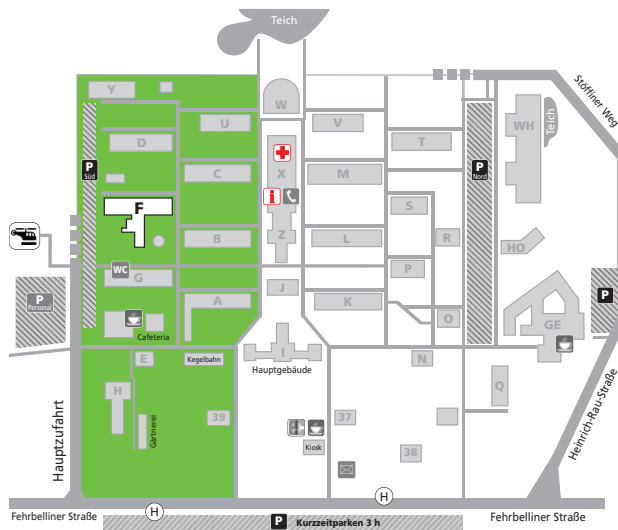 Teich
Y
W
U
V
WH
Teich
Stöffiner Weg
D
T
P
Süd
P
Nord
X
C
M
F
i
S
B
Z
L
R
HO
WC
G
P
P
Personal
J
P
A
K
O
GE
Cafeteria
I
E
Kegelbahn
Hauptgebäude
N
H
Q
Hauptzufahrt
Gärtnerei
39
37
Kiosk
38
Heinrich-Rau-Straße
H
H
Fehrbelliner Straße
P Kurzzeitparken 3 h
Fehrbelliner Straße